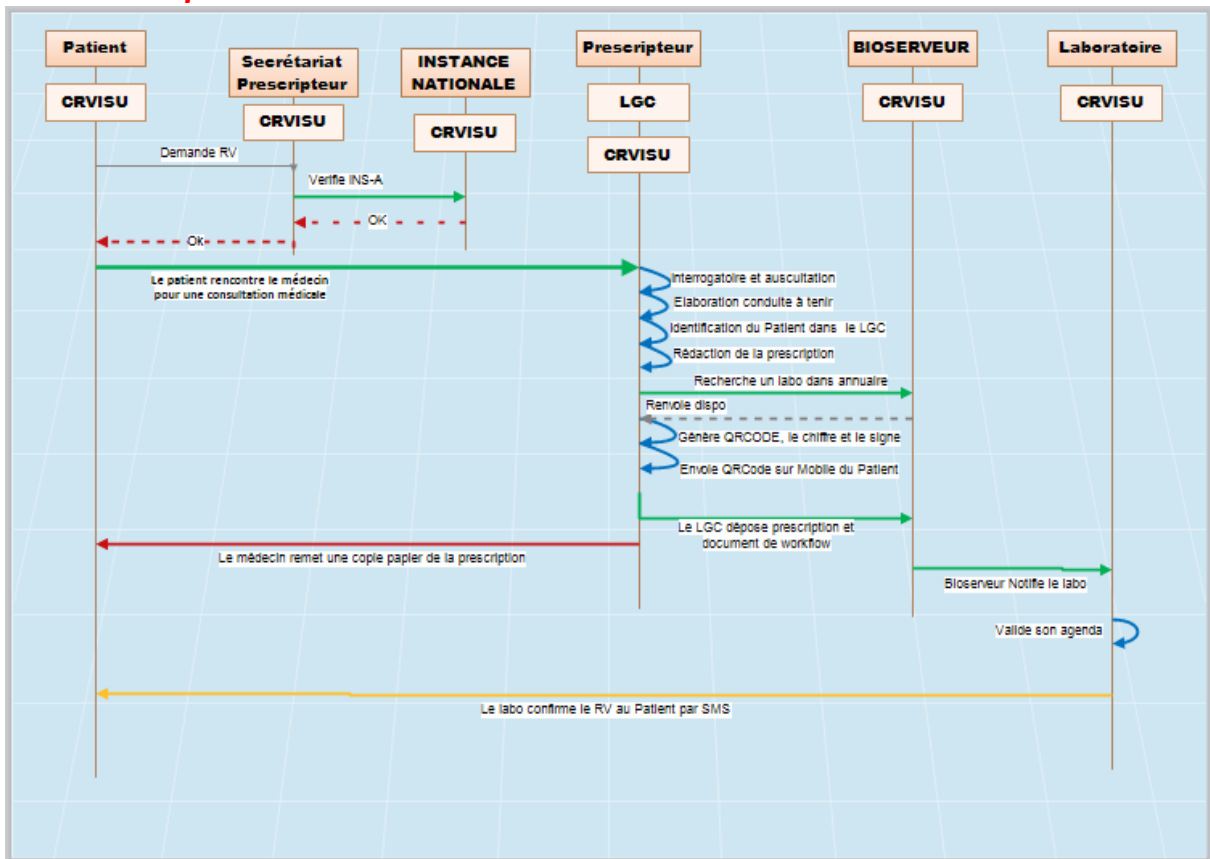 Patient
Secrétariat
Prescripteur
INSTANCE
NATIONALE
Prescripteur
BIOSERVEUR
Laboratoire
CRVISU
CRVISU
CRVISU
LGC
CRVISU
CRVISU
CRVISU
Demande RV
Verifie INS-A
OK
Ok
Le patient rencontre le médecin
pour une consultation médicale
Interrogatoire et auscultation
Elaboration conduite à tenir
Identification du Patient dans le LGC
Rédaction de la prescription
Recherche un labo dans annuaire
Renvoie dispo
Génère QRCODE, le chiffre et le signe
Envoie QRCode sur Mobile du Patient
Le LGC dépose prescription et
document de workflow
Le médecin remet une copie papier de la prescription
Bioserveur Notifie le labo
Valide son agenda
Le labo confirme le RV au Patient par SMS